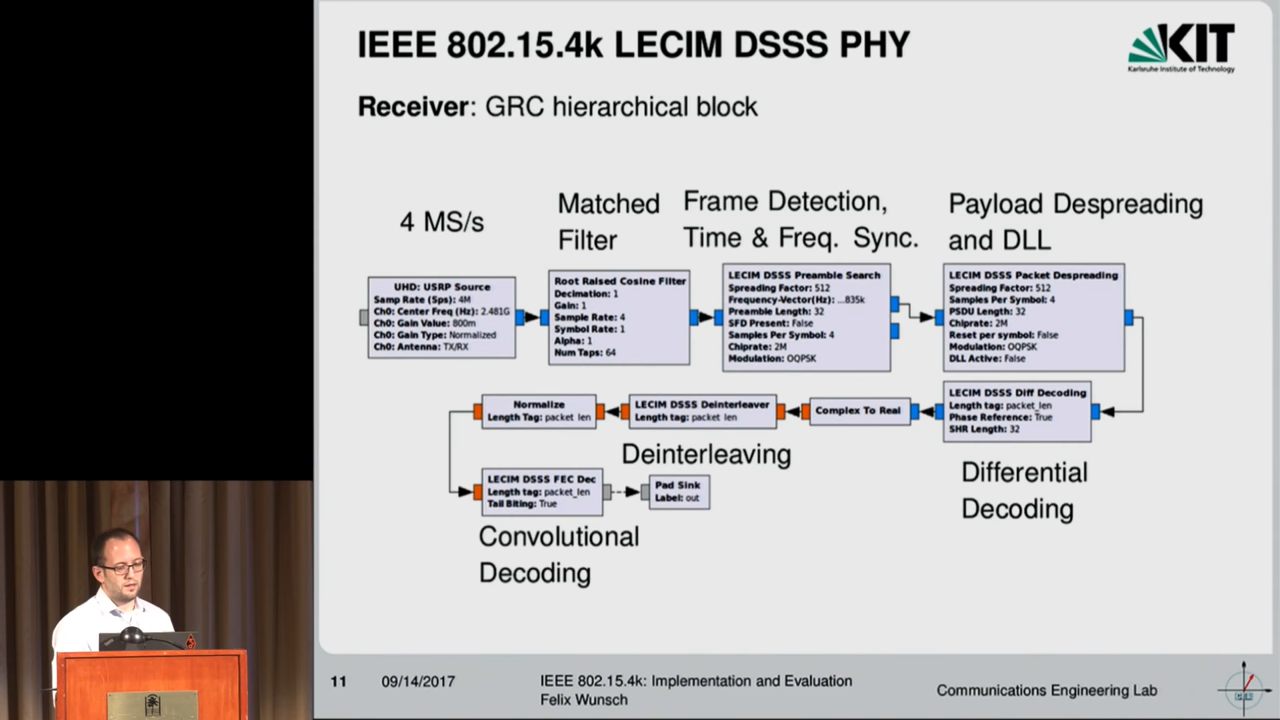 IEEE 802.15.4k LECIM DSSS PHY
KIT
Karlsruhe Institute of Technology
Receiver: GRC hierarchical block
4 MS/s
Matched
Filter
Frame Detection,
Time & Freq. Sync.
Payload Despreading
and DLL
UHD: USRP Source
Samp Rate (Sps): 4M
Ch0: Center Freq (Hz): 2.481G
Ch0: Gain Value: 800m
Ch0: Gain Type: Normalized
Ch0: Antenna: TX/RX
Root Raised Cosine Filter
Decimation: 1
Gain: 1
Sample Rate: 4
Symbol Rate: 1
Alpha: 1
Num Taps: 64
LECIM DSSS Preamble Search
Spreading Factor: 512
Frequency-Vector(Hz): ...835k
Preamble Length: 32
SFD Present: False
Samples Per Symbol: 4
Chiprate: 2M
Modulation: OQPSK
LECIM DSSS Packet Despreading
Spreading Factor: 512
Samples Per Symbol: 4
PSDU Length: 32
Chiprate: 2M
Reset per symbol: False
Modulation: OQPSK
DLL Active: False
Normalize
Length Tag: packet_len
LECIM DSSS Deinterleaver
Length tag: packet_len
Complex To Real
LECIM DSSS Diff Decoding
Length tag: packet_len
Phase Reference: True
SHR Length: 32
Deinterleaving
Differential
Decoding
LECIM DSSS FEC Dec
Length tag: packet_len
Tail Biting: True
Pad Sink
Label: out
Convolutional
Decoding
11
09/14/2017
IEEE 802.15.4k: Implementation and Evaluation
Felix Wunsch
Communications Engineering Lab